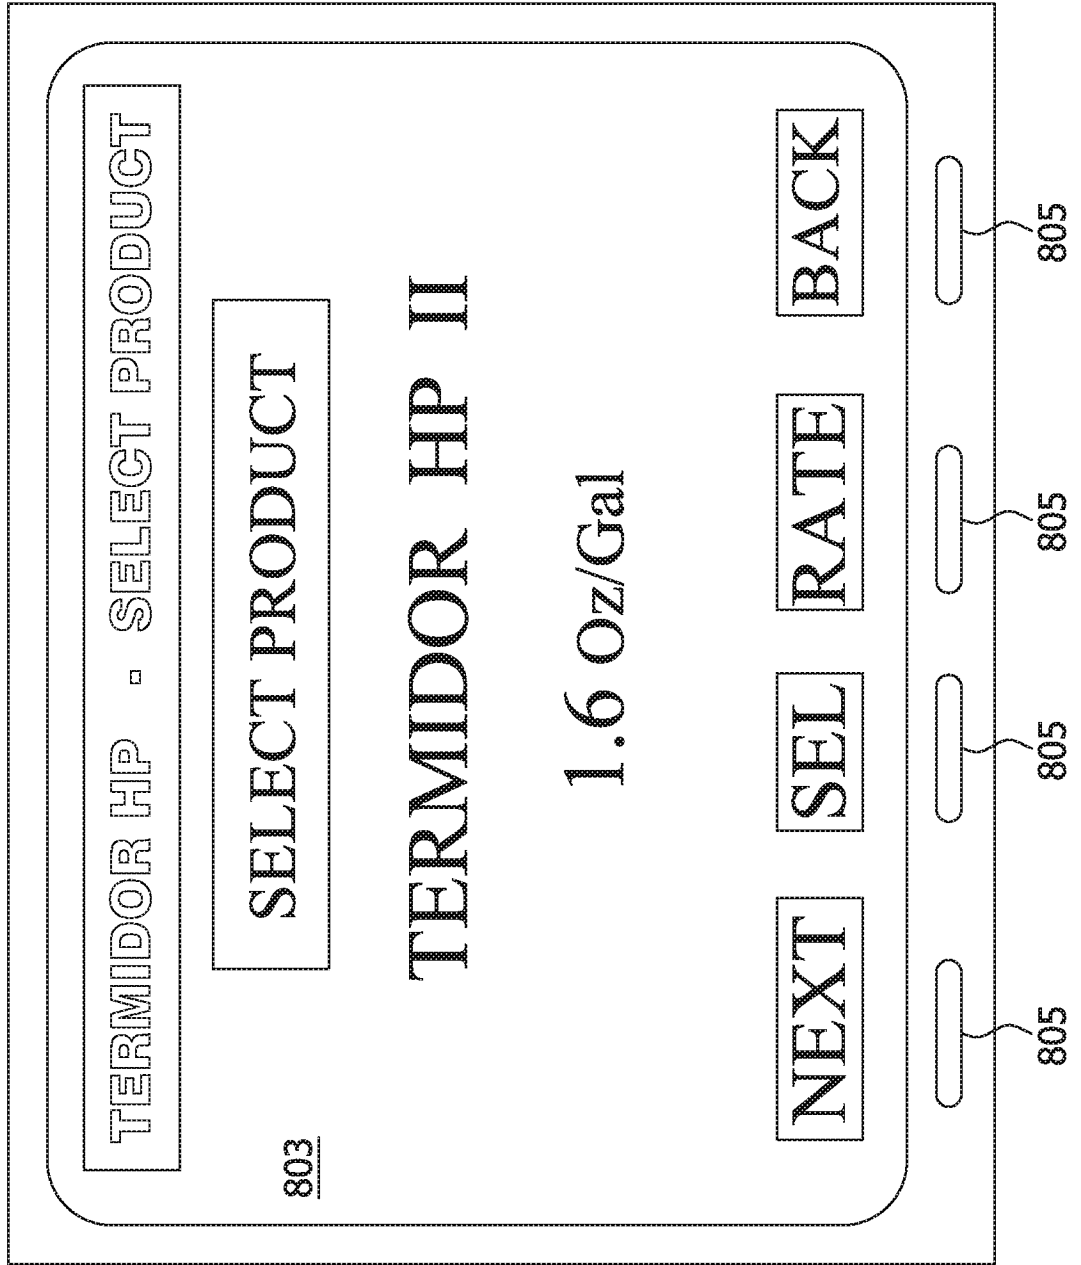 TERMIDOR HP - SELECT PRODUCT
803
SELECT PRODUCT
TERMIDOR HP II
1.6 Oz/Gal
NEXT SEL RATE BACK
805 805 805 805